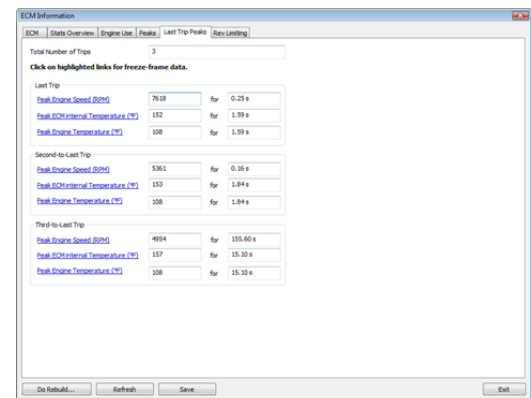 ECM Information
ECM Stats Overview Engine Use Peaks Last Trip Peaks Rev Limiting
Total Number of Trips 3
Click on highlighted links for freeze-frame data.
Last Trip
Peak Engine Speed (RPM) 7618 for 0.25 s
Peak ECM internal Temperature (°F) 152 for 1.59 s
Peak Engine Temperature (°F) 108 for 1.59 s
Second-to-Last Trip
Peak Engine Speed (RPM) 5361 for 0.16 s
Peak ECM internal Temperature (°F) 153 for 1.84 s
Peak Engine Temperature (°F) 108 for 1.84 s
Third-to-Last Trip
Peak Engine Speed (RPM) 4954 for 155.60 s
Peak ECM internal Temperature (°F) 157 for 15.10 s
Peak Engine Temperature (°F) 108 for 15.10 s
Do Rebuild... Refresh Save Exit